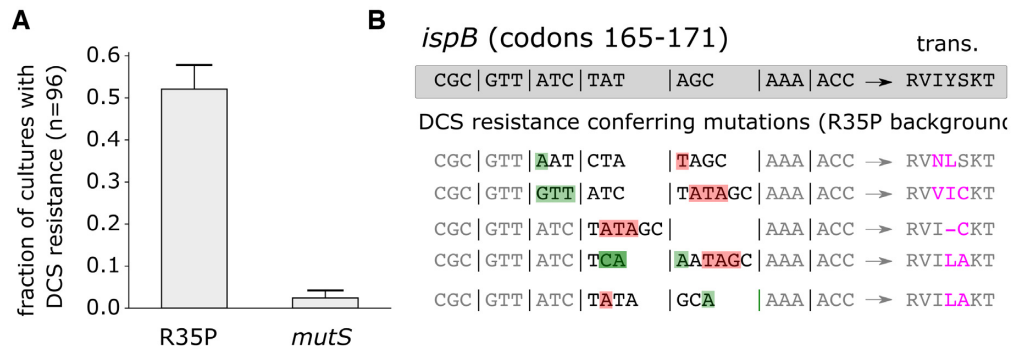 A
fraction of cultures with
DCS resistance (n=96)
0.6
0.5
0.4
0.3
0.2
0.1
0.0
R35P
mutS
B
ispB (codons 165-171)
trans.
CGC | GTT | ATC | TAT | AGC | AAA | ACC → RVIYSKT
DCS resistance conferring mutations (R35P background
CGC | GTT | AAT | CTA | TAGC | AAA | ACC → RVNLSKT
CGC | GTT | GTT | ATC | TATAGC | AAA | ACC → RVVICKT
CGC | GTT | ATC | TATAGC | | AAA | ACC → RVI-CKT
CGC | GTT | ATC | TCA | AATAGC | AAA | ACC → RVILAKT
CGC | GTT | ATC | TATA | GCA | AAA | ACC → RVILAKT